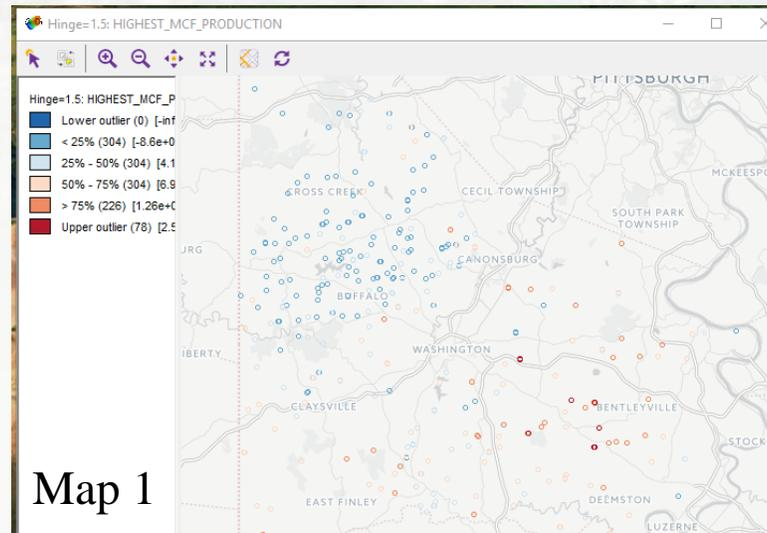 Hinge=1.5: HIGHEST_MCF_PRODUCTION
Hinge=1.5: HIGHEST_MCF_P
Lower outlier (0) [-inf
< 25% (304) [-8.6e+0
25% - 50% (304) [4.1
50% - 75% (304) [6.9
> 75% (226) [1.26e+0
Upper outlier (78) [2.5
PITTSBURGH
MCKEESPO
CROSS CREEK
CECIL TOWNSHIP
SOUTH PARK
TOWNSHIP
URG
CANONSBURG
BUFFALO
IBERTY
WASHINGTON
CLAYSVILLE
BENTLEYVILLE
STOCK
EAST FINLEY
DEEMSTON
LUZERNE
Map 1